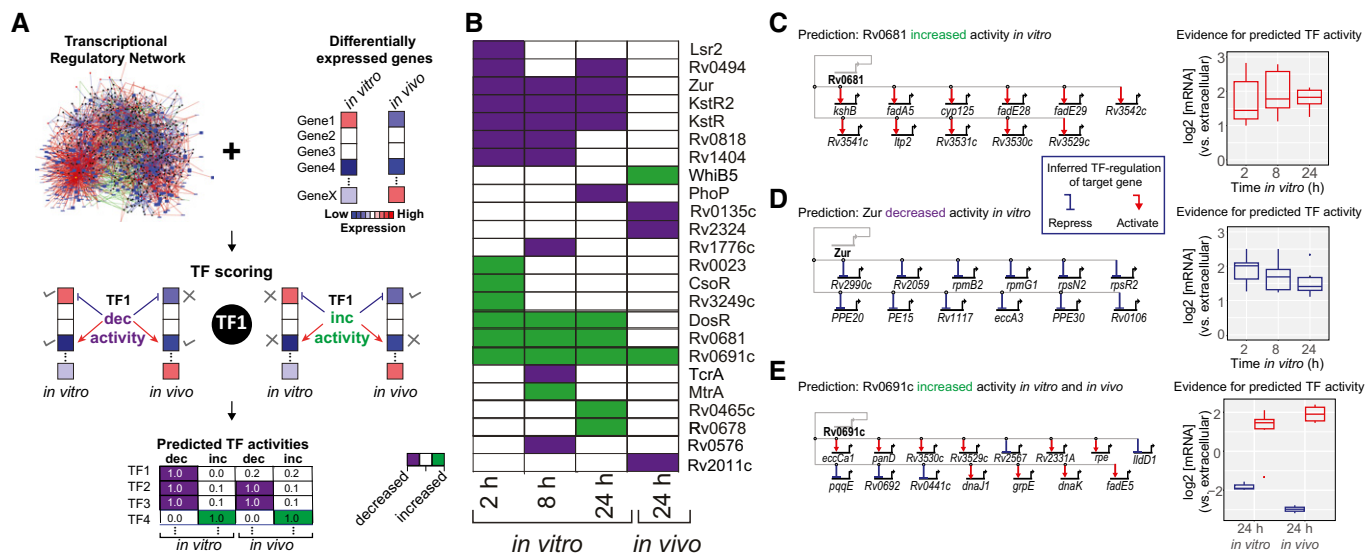 A
Transcriptional
Regulatory Network
Differentially
expressed genes
in vitro
in vivo
+
Gene1
Gene2
Gene3
Gene4
GeneX
Low High
Expression
TF scoring
TF1
dec
activity
TF1
TF1
inc
activity
in vitro
in vivo
in vitro
in vivo
Predicted TF activities
dec inc dec inc
TF1 1.0 0.0 0.2 0.2
TF2 1.0 0.1 1.0 0.1
TF3 1.0 0.1 1.0 0.1
TF4 0.0 1.0 0.0 1.0
in vitro in vivo
decreased
increased
B
Lsr2
Rv0494
Zur
KstR2
KstR
Rv0818
Rv1404
WhiB5
PhoP
Rv0135c
Rv2324
Rv1776c
Rv0023
CsoR
Rv3249c
DosR
Rv0681
Rv0691c
TcrA
MtrA
Rv0465c
Rv0678
Rv0576
Rv2011c
2 h
8 h
24 h
24 h
in vitro
in vivo
C
Prediction: Rv0681 increased activity in vitro
Rv0681
kshB fadA5 cyp125 fadE28 fadE29 Rv3542c
Rv3541c ltp2 Rv3531c Rv3530c Rv3529c
Evidence for predicted TF activity
log2 [mRNA]
(vs. extracellular)
3
2
1
0
2 8 24
Time in vitro (h)
Inferred TF-regulation
of target gene
Repress Activate
D
Prediction: Zur decreased activity in vitro
Zur
Rv2990c Rv2059 rpmB2 rpmG1 rpsN2 rpsR2
PPE20 PE15 Rv1117 eccA3 PPE30 Rv0106
Evidence for predicted TF activity
log2 [mRNA]
(vs. extracellular)
3
2
1
0
2 8 24
Time in vitro (h)
E
Prediction: Rv0691c increased activity in vitro and in vivo
Rv0691c
eccCa1 panD Rv3530c Rv3529c Rv2567 Rv2331A rpe lldD1
pqqE Rv0692 Rv0441c dnaJ1 grpE dnaK fadE5
Evidence for predicted TF activity
log2 [mRNA]
(vs. extracellular)
2
0
−2
24 h 24 h
in vitro in vivo